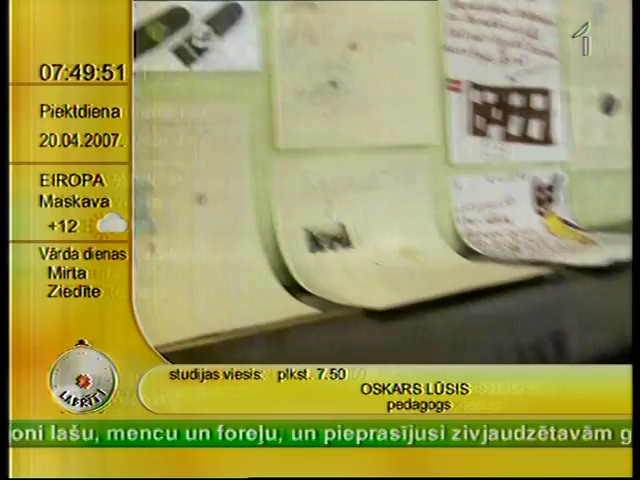 1
07:49:51
Piektdiena
20.04.2007.
EIROPA
Maskava
+12
Vārda dienas
Mirta
Ziedīte
LABRĪT!
studijas viesis: plkst. 7.50
OSKARS LŪSIS
pedagogs
oni lašu, mencu un foreļu, un pieprasījusi zivjaudzētavām g